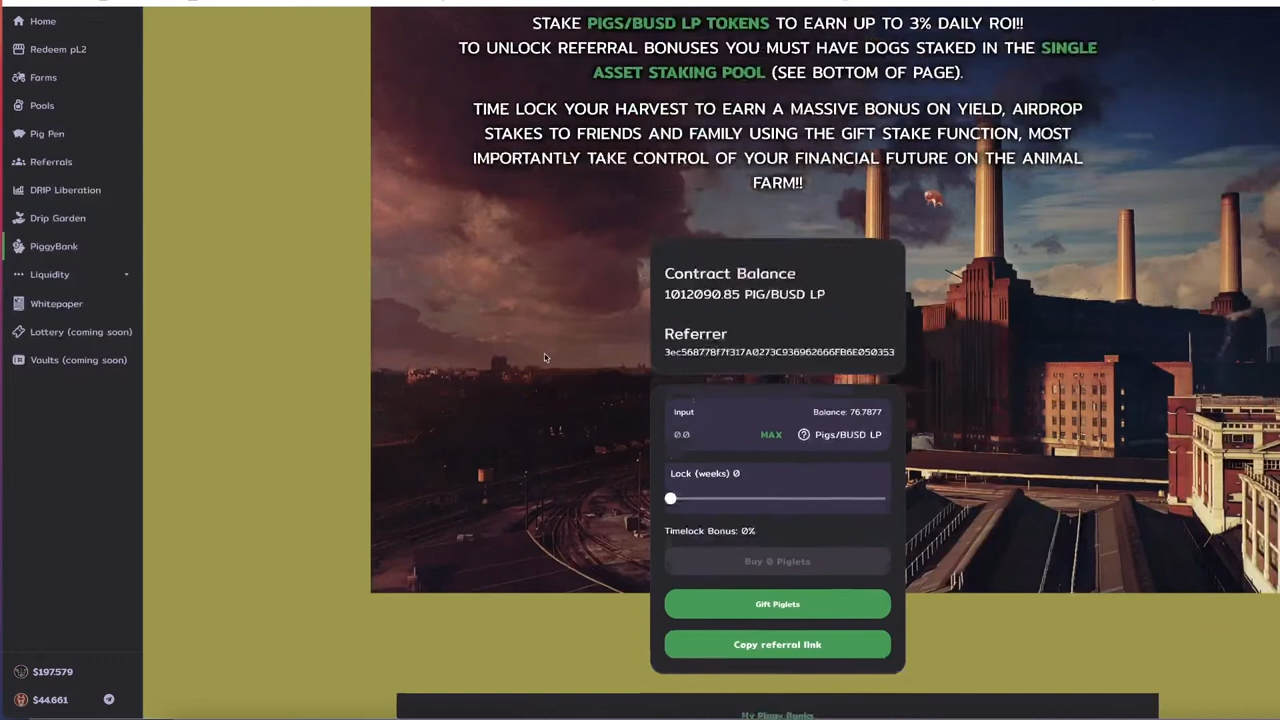 Home
Redeem pL2
Farms
Pools
Pig Pen
Referrals
DRIP Liberation
Drip Garden
PiggyBank
Liquidity
Whitepaper
Lottery (coming soon)
Vaults (coming soon)
$197.579
$44.661
STAKE PIGS/BUSD LP TOKENS TO EARN UP TO 3% DAILY ROI!!
TO UNLOCK REFERRAL BONUSES YOU MUST HAVE DOGS STAKED IN THE SINGLE
ASSET STAKING POOL (SEE BOTTOM OF PAGE).
TIME LOCK YOUR HARVEST TO EARN A MASSIVE BONUS ON YIELD, AIRDROP
STAKES TO FRIENDS AND FAMILY USING THE GIFT STAKE FUNCTION, MOST
IMPORTANTLY TAKE CONTROL OF YOUR FINANCIAL FUTURE ON THE ANIMAL
FARM!!
Contract Balance
1012090.85 PIG/BUSD LP
Referrer
3ec568778f7f317A0273C936962666FB6E050353
Input Balance: 76.7877
0.0 MAX Pigs/BUSD LP
Lock (weeks) 0
Timelock Bonus: 0%
Buy 0 Piglets
Gift Piglets
Copy referral link
My Piggy Banks